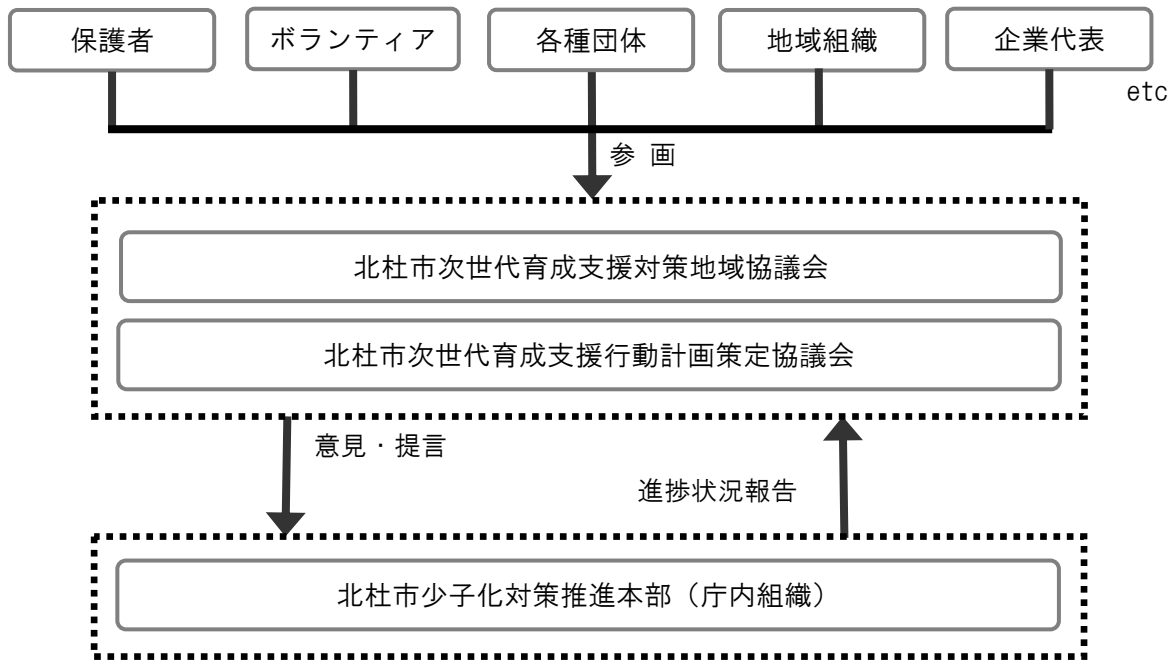 保護者
ボランティア
各種団体
地域組織
企業代表
etc
参 画
北杜市次世代育成支援対策地域協議会
北杜市次世代育成支援行動計画策定協議会
意見・提言
進捗状況報告
北杜市少子化対策推進本部（庁内組織）